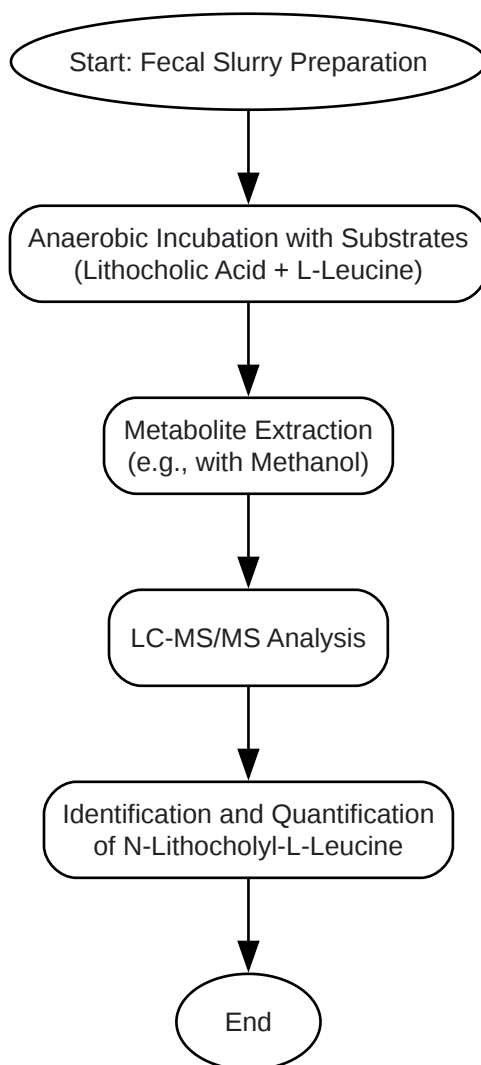 Start: Fecal Slurry Preparation
Anaerobic Incubation with Substrates
(Lithocholic Acid + L-Leucine)
Metabolite Extraction
(e.g., with Methanol)
LC-MS/MS Analysis
Identification and Quantification
of N-Lithocholyl-L-Leucine
End